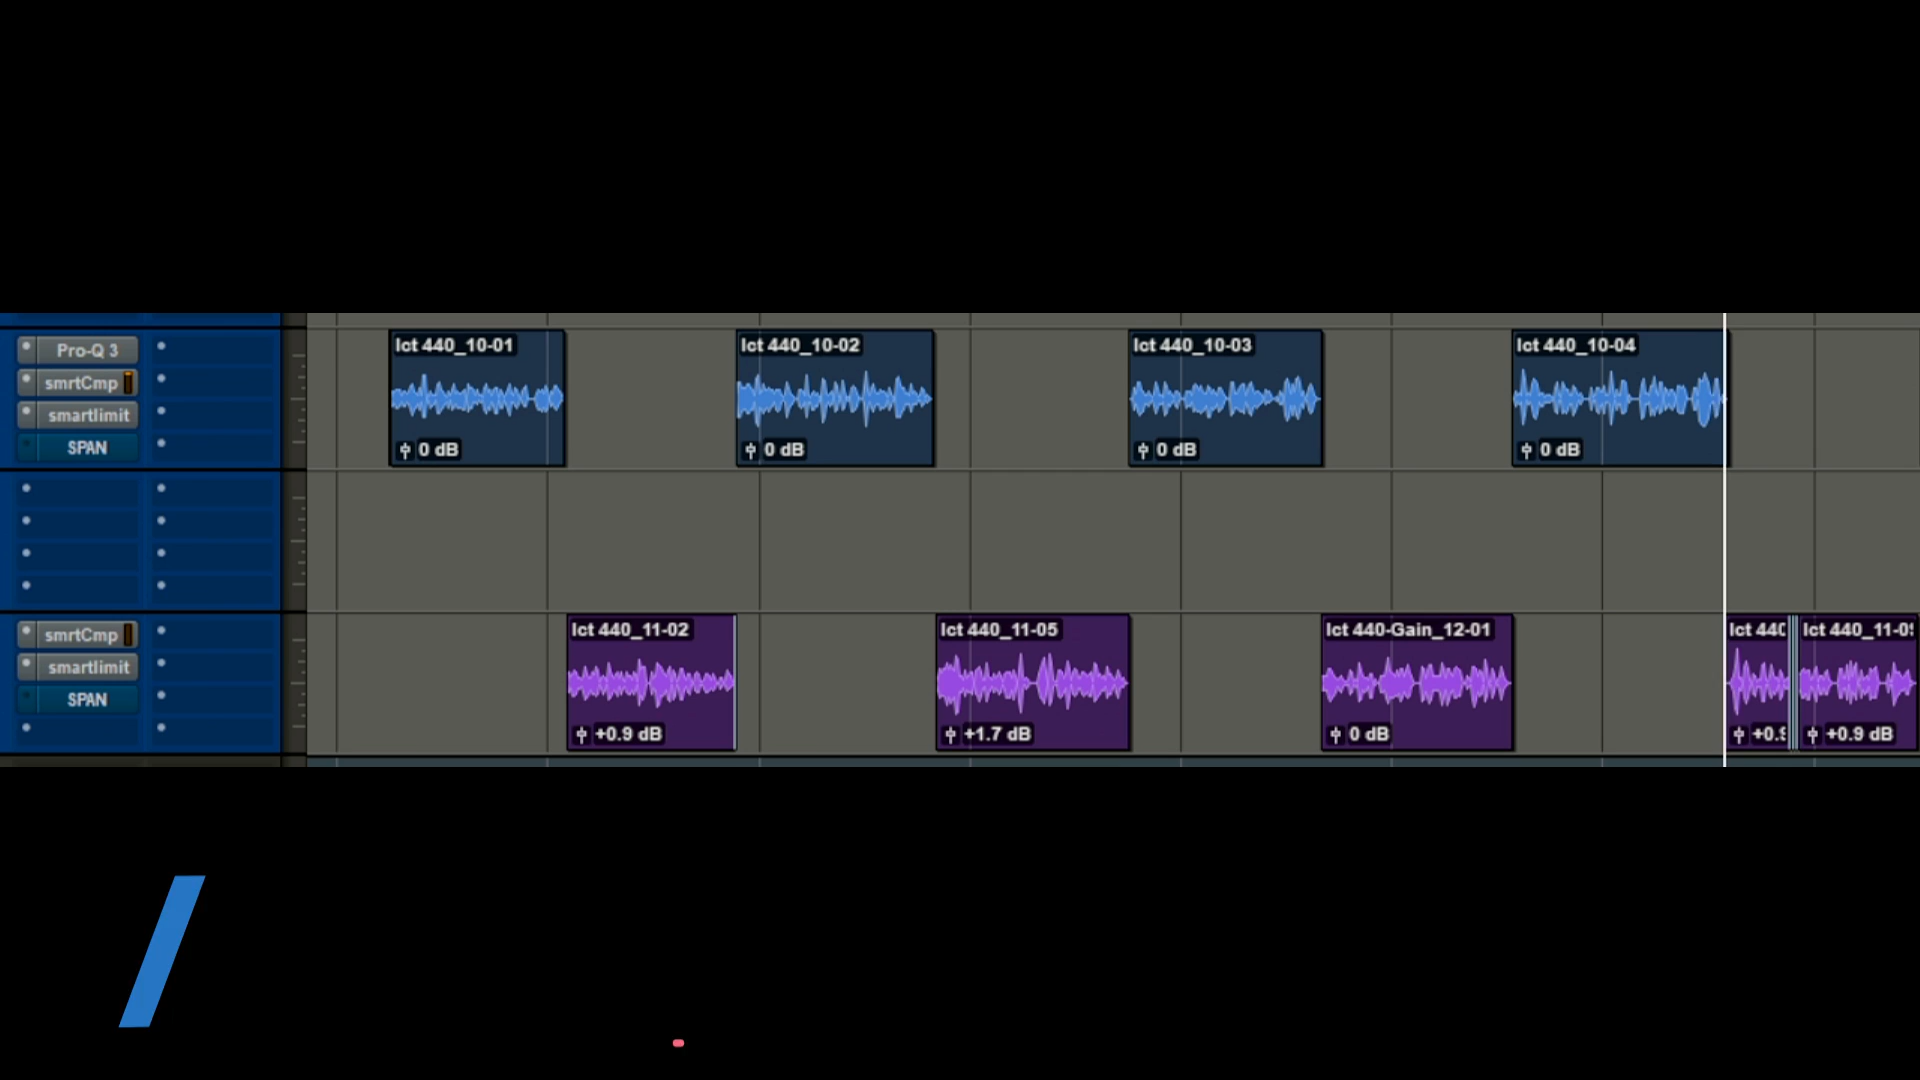 Pro-Q 3
smrtCmp
smartlimit
SPAN
lct 440_10-01
0 dB
lct 440_10-02
0 dB
lct 440_10-03
0 dB
lct 440_10-04
0 dB
smrtCmp
smartlimit
SPAN
lct 440_11-02
+0.9 dB
lct 440_11-05
+1.7 dB
lct 440-Gain_12-01
0 dB
lct 440
+0.9
lct 440_11-0
+0.9 dB